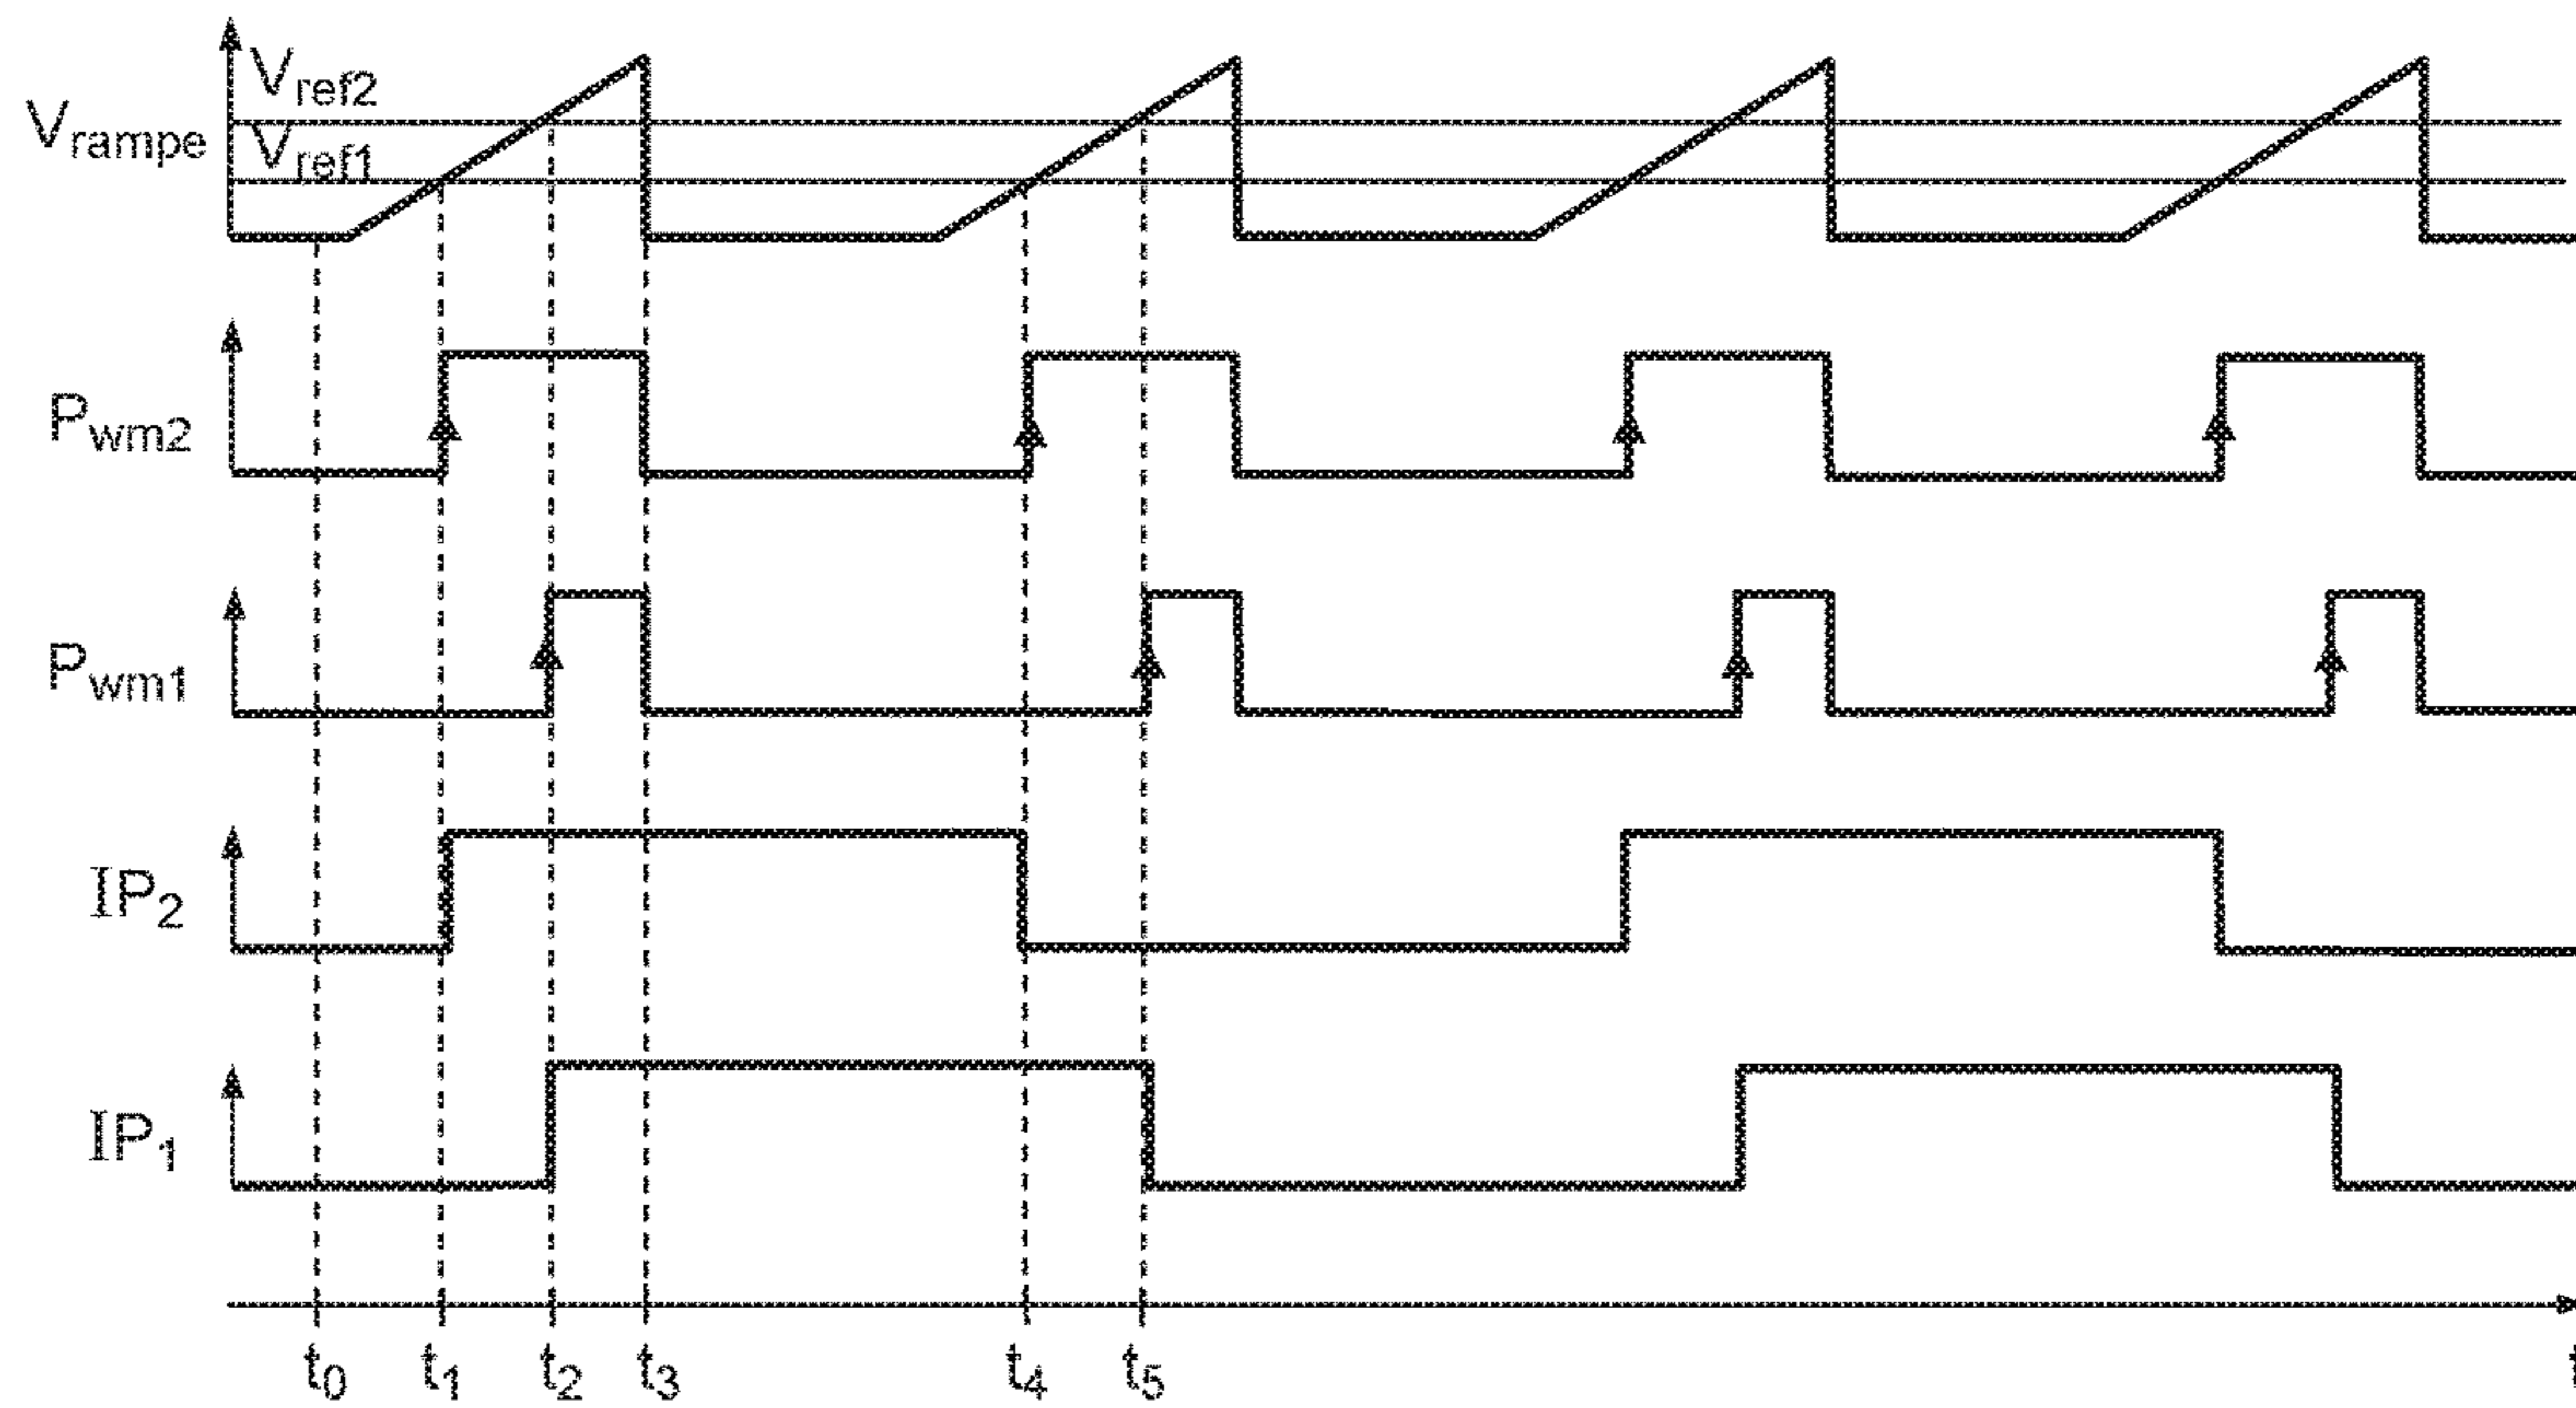 Vrampe
Vref2
Vref1
Pwm2
Pwm1
IP2
IP1
t0 t1 t2 t3 t4 t5